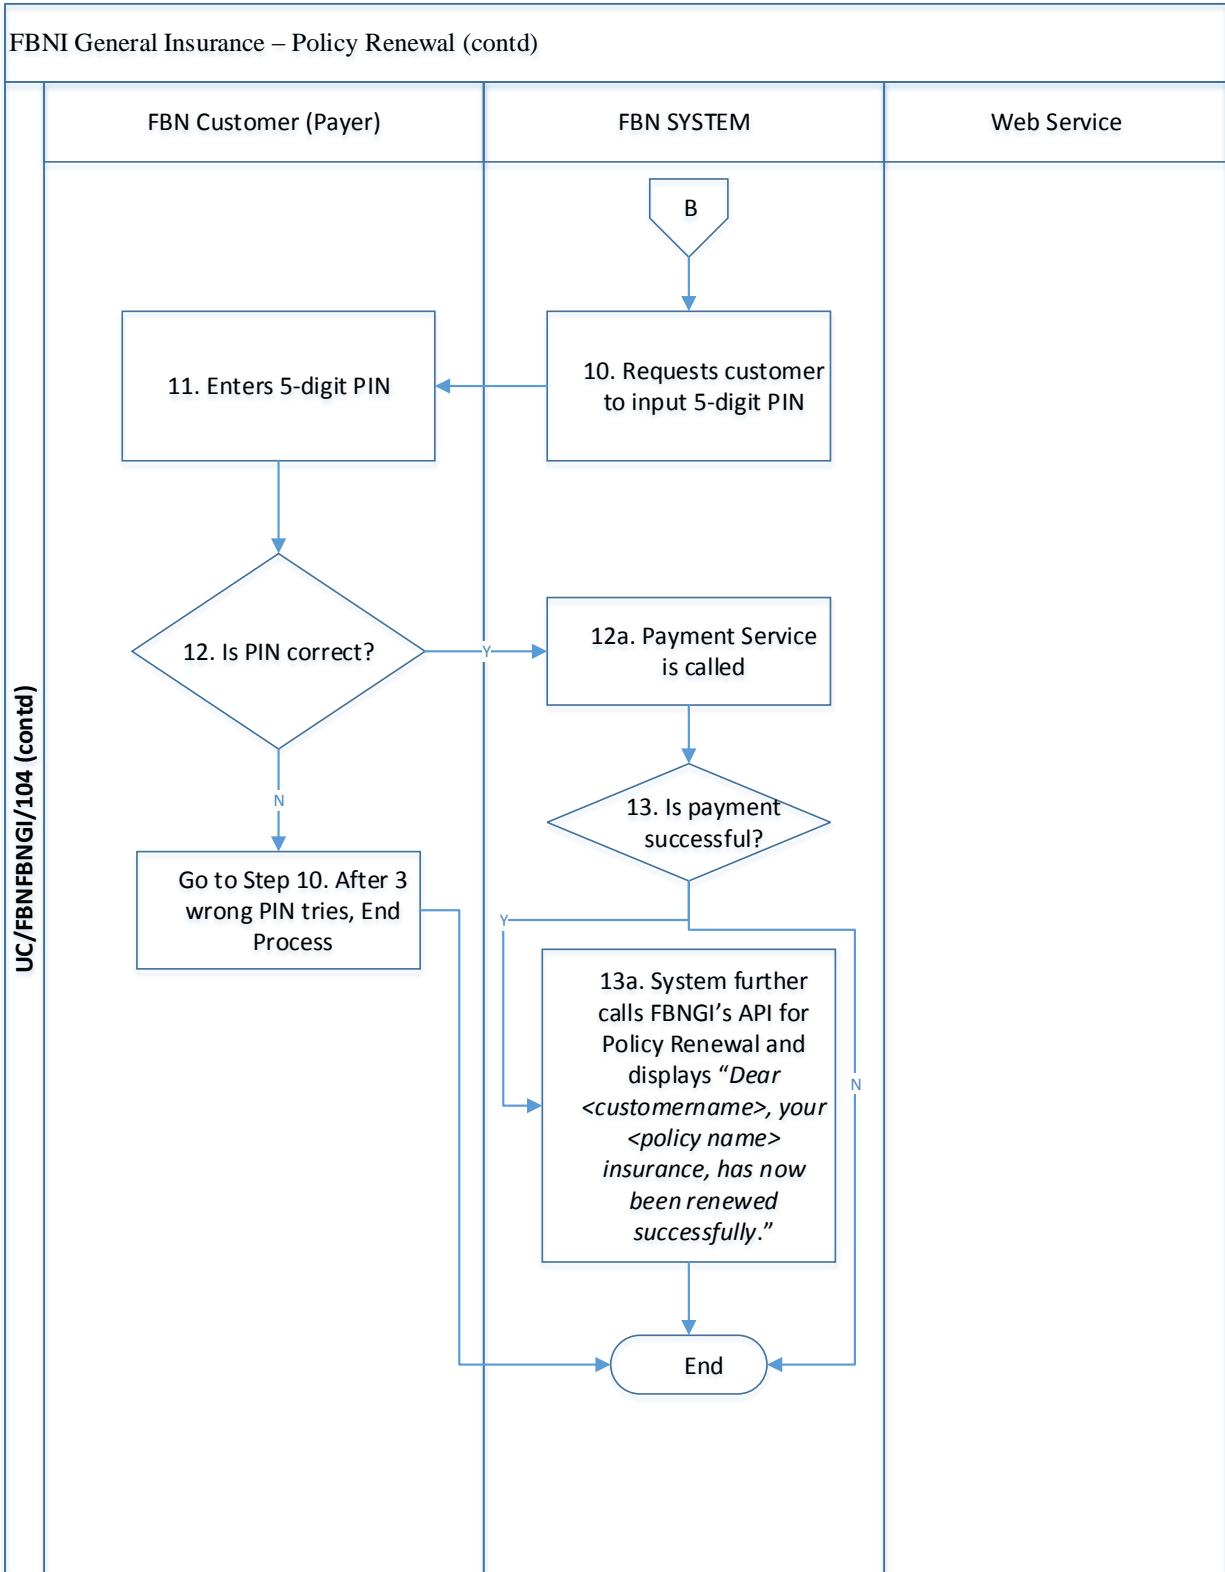 FBNI General Insurance – Policy Renewal (contd)
UC/FBNFBNGI/104 (contd)
FBN Customer (Payer)
FBN SYSTEM
Web Service
B
10. Requests customer
to input 5-digit PIN
11. Enters 5-digit PIN
12. Is PIN correct?
Y
12a. Payment Service
is called
N
13. Is payment
successful?
Go to Step 10. After 3
wrong PIN tries, End
Process
Y
N
13a. System further
calls FBNGI’s API for
Policy Renewal and
displays “Dear
<customername>, your
<policy name>
insurance, has now
been renewed
successfully.”
End